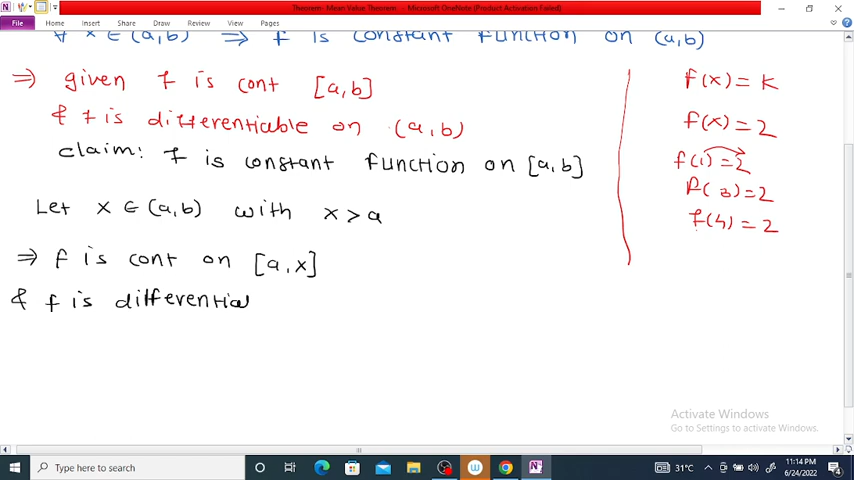 Theorem- Mean Value Theorem - Microsoft OneNote (Product Activation Failed)
File Home Insert Share Draw Review View Pages
∀ x ∈ (a,b) ⇒ f is constant function on (a,b)
⇒ given f is cont [a,b]
& f is differentiable on (a,b)
claim: f is constant function on [a,b]
Let x ∈ (a,b) with x > a
⇒ f is cont on [a,x]
& f is differential
f(x) = K
f(x) = 2
f(1) = 2
f(3) = 2
f(4) = 2
Activate Windows
Go to Settings to activate Windows.
Type here to search
31°C
11:14 PM
6/24/2022